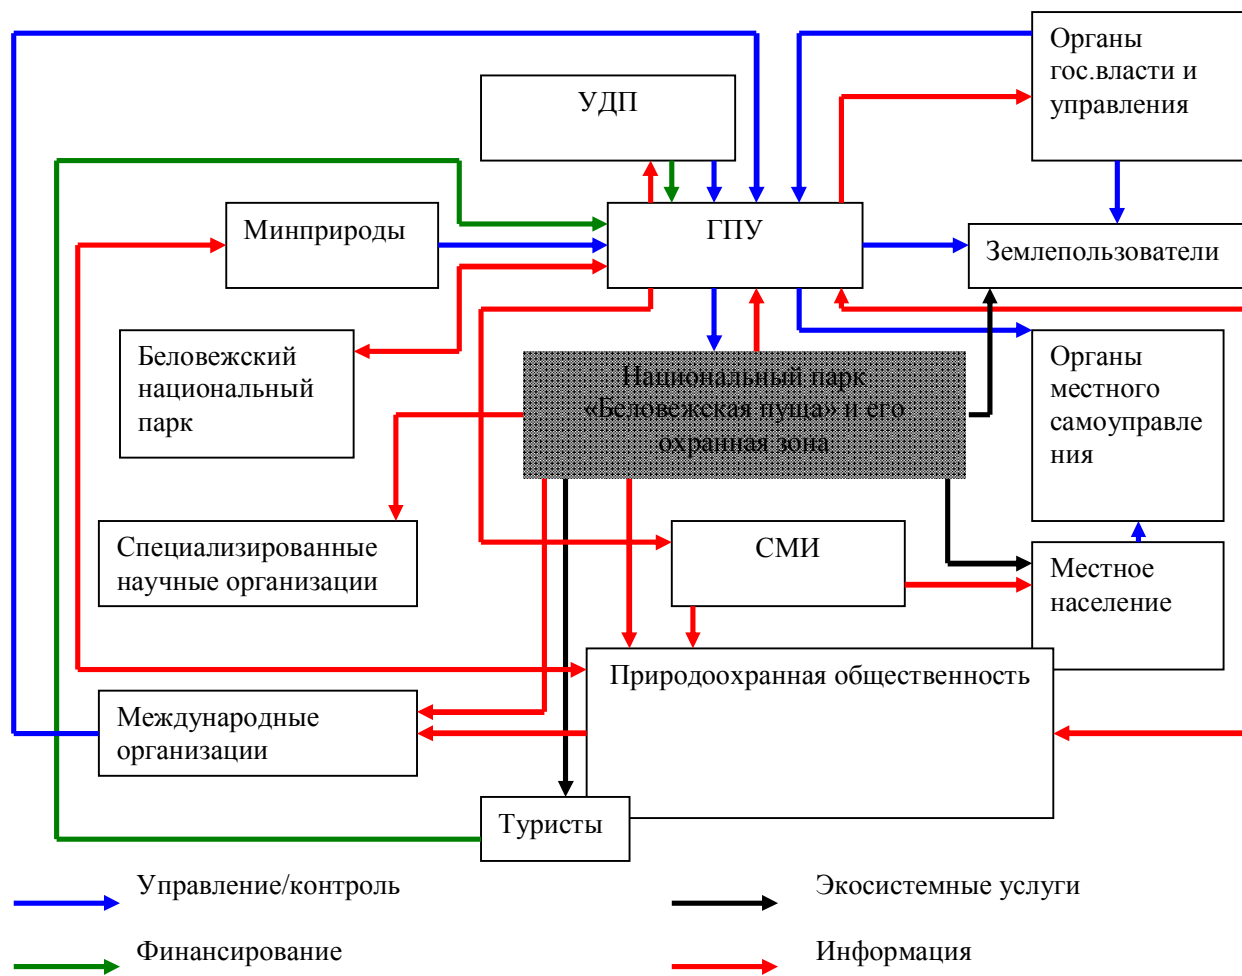 Органы
гос.власти и
управления
УДП
Минприроды
ГПУ
Землепользователи
Беловежский
национальный
парк
Национальный парк
«Беловежская пуща» и его
охранная зона
Органы
местного
самоуправле
ния
Специализированные
научные организации
СМИ
Местное
население
Природоохранная общественность
Международные
организации
Туристы
Управление/контроль
Экосистемные услуги
Финансирование
Информация